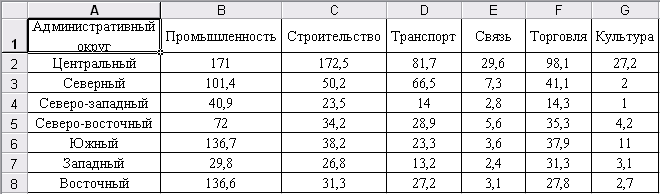 A B C D E F G
1 Административный округ Промышленность Строительство Транспорт Связь Торговля Культура
2 Центральный 171 172,5 81,7 29,6 98,1 27,2
3 Северный 101,4 50,2 66,5 7,3 41,1 2
4 Северо-западный 40,9 23,5 14 2,8 14,3 1
5 Северо-восточный 72 34,2 28,9 5,6 35,3 4,2
6 Южный 136,7 38,2 23,3 3,6 37,9 11
7 Западный 29,8 26,8 13,2 2,4 31,3 3,1
8 Восточный 136,6 31,3 27,2 3,1 27,8 2,7